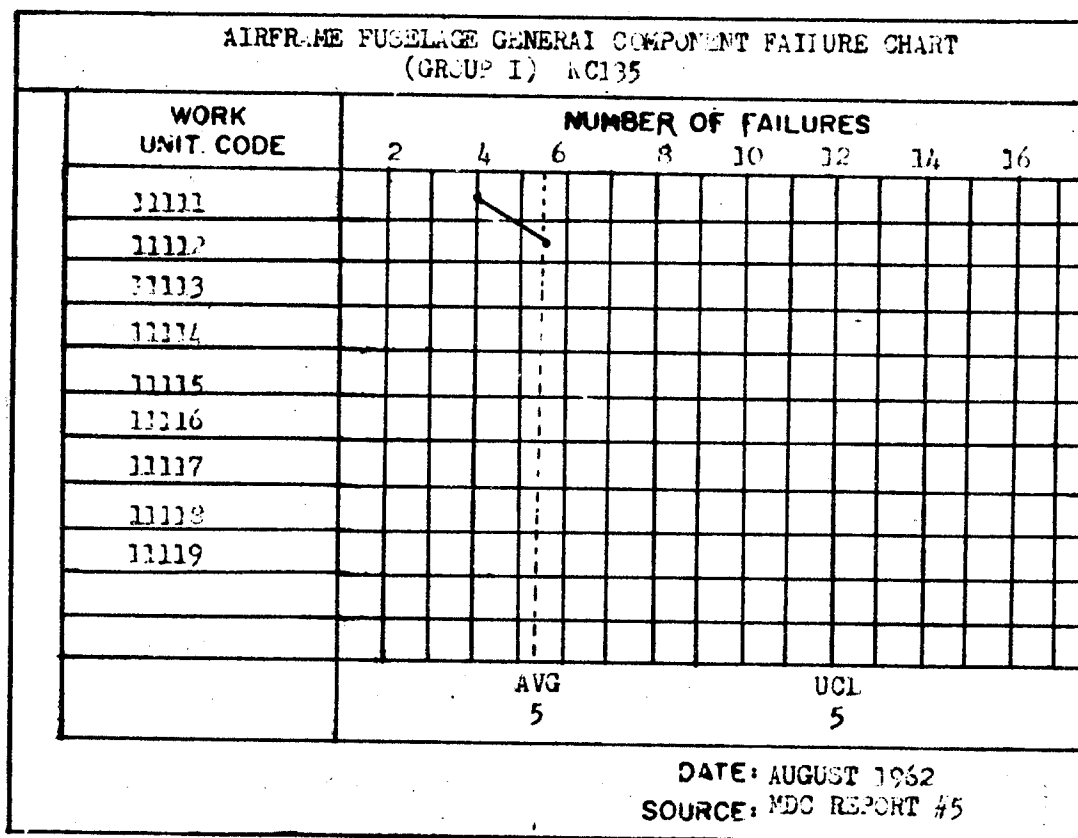 AIRFRAME FUSELAGE GENERAL COMPONENT FAILURE CHART
(GROUP I) KC135
WORK
UNIT. CODE
NUMBER OF FAILURES
2 4 6 8 10 12 14 16
11111
11112
11113
11114
11115
11116
11117
11118
11119
AVG
5
UCL
5
DATE: AUGUST 1962
SOURCE: MDC REPORT #5